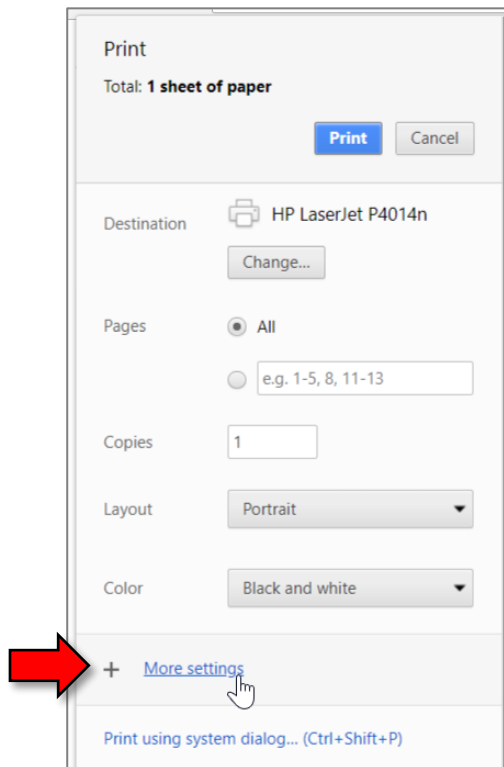 Print
Total: 1 sheet of paper
Print Cancel
Destination HP LaserJet P4014n
Change...
Pages All
e.g. 1-5, 8, 11-13
Copies 1
Layout Portrait
Color Black and white
+ More settings
Print using system dialog... (Ctrl+Shift+P)